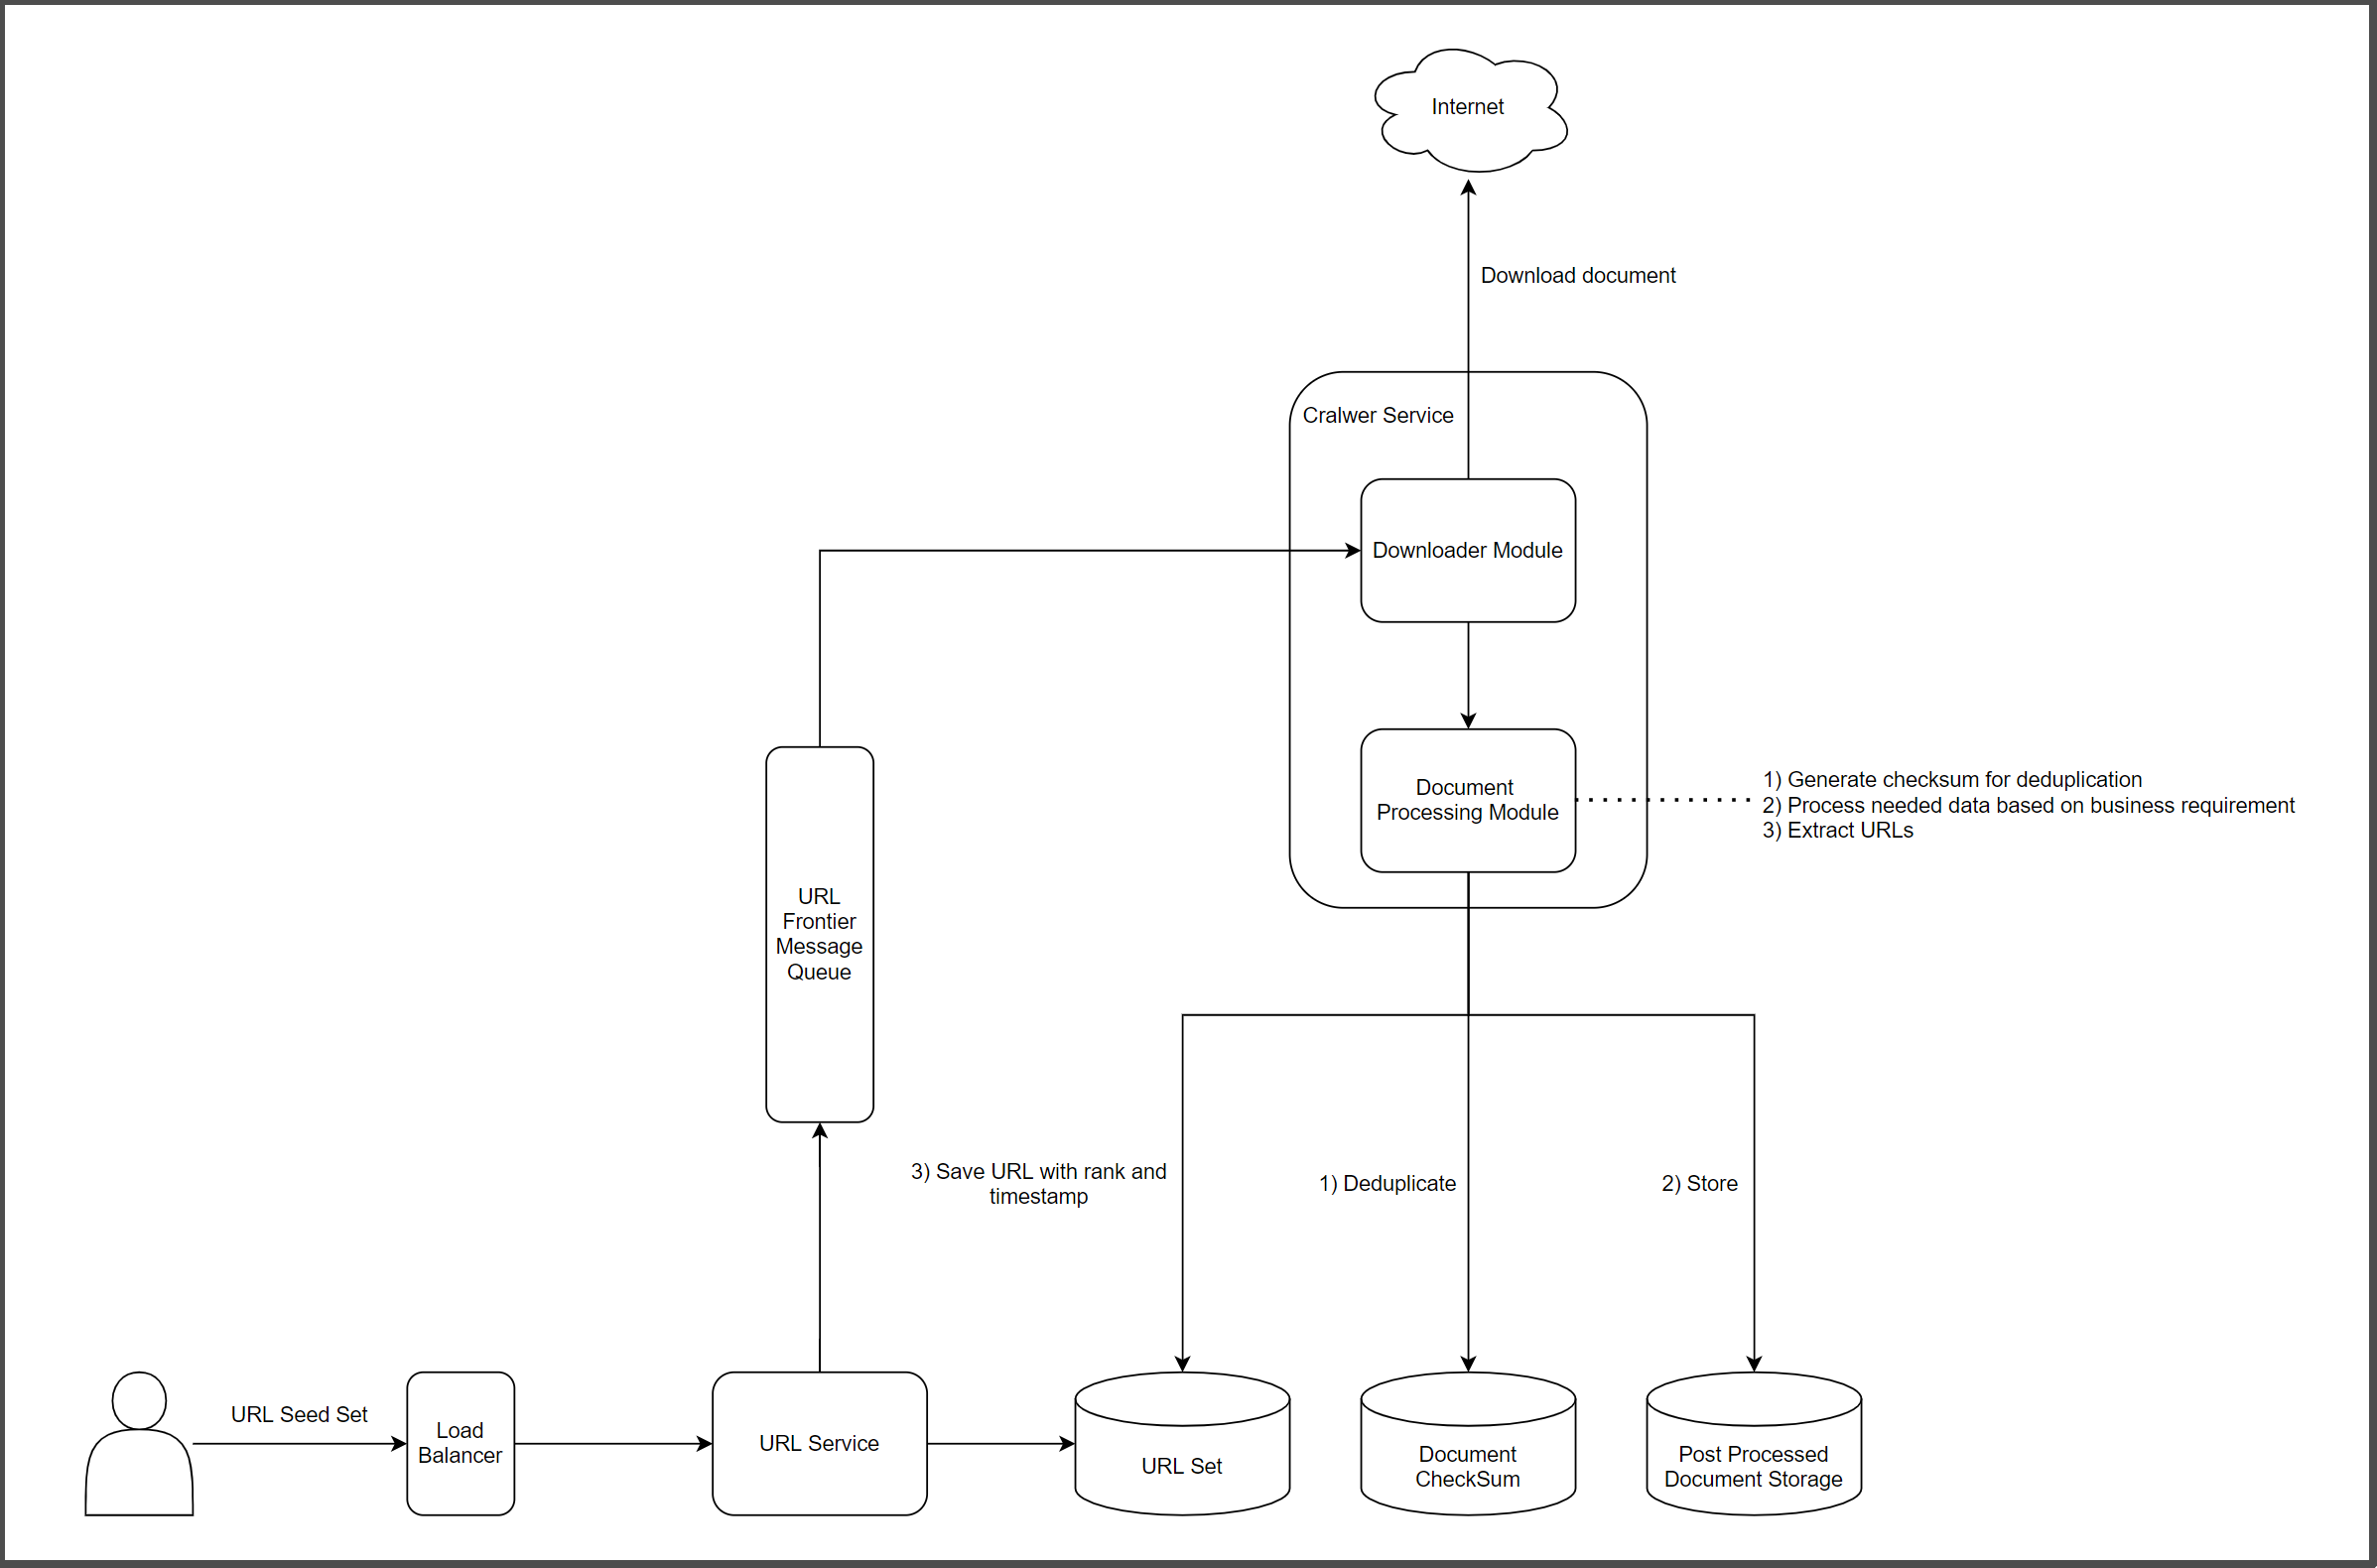 Internet
Download document
Cralwer Service
Downloader Module
Document
Processing Module
1) Generate checksum for deduplication
2) Process needed data based on business requirement
3) Extract URLs
URL
Frontier
Message
Queue
3) Save URL with rank and
timestamp
1) Deduplicate
2) Store
URL Seed Set
Load
Balancer
URL Service
URL Set
Document
CheckSum
Post Processed
Document Storage